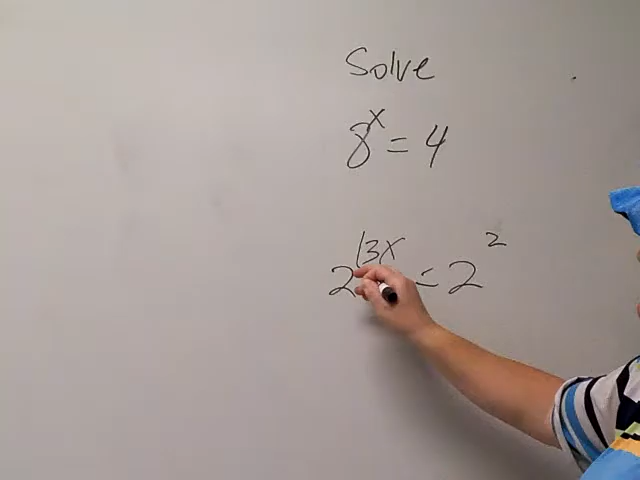 Solve
8^x = 4
2^(3x = 2^2